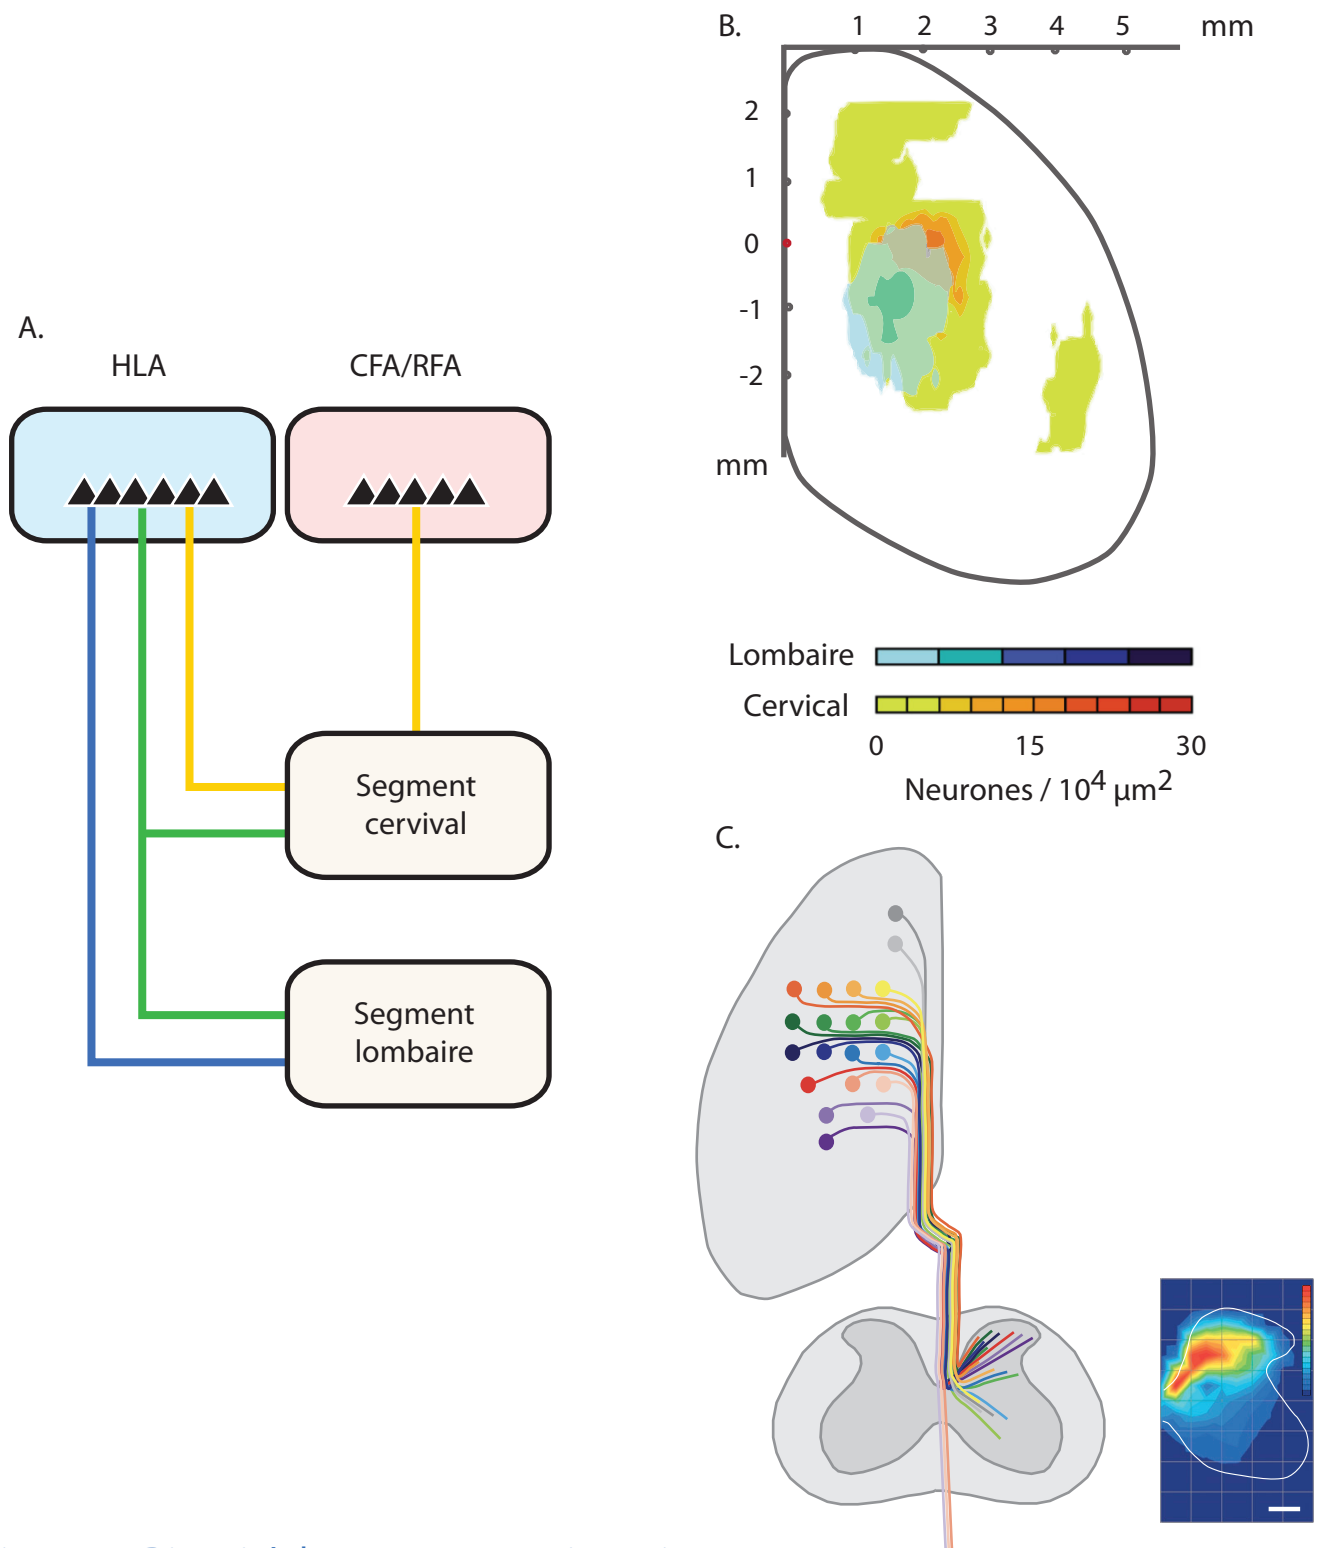 A.
HLA
CFA/RFA
Segment
cervival
Segment
lombaire
B.
1 2 3 4 5 mm
2
1
0
-1
-2
mm
Lombaire
Cervical
0 15 30
Neurones / 10⁴ µm²
C.